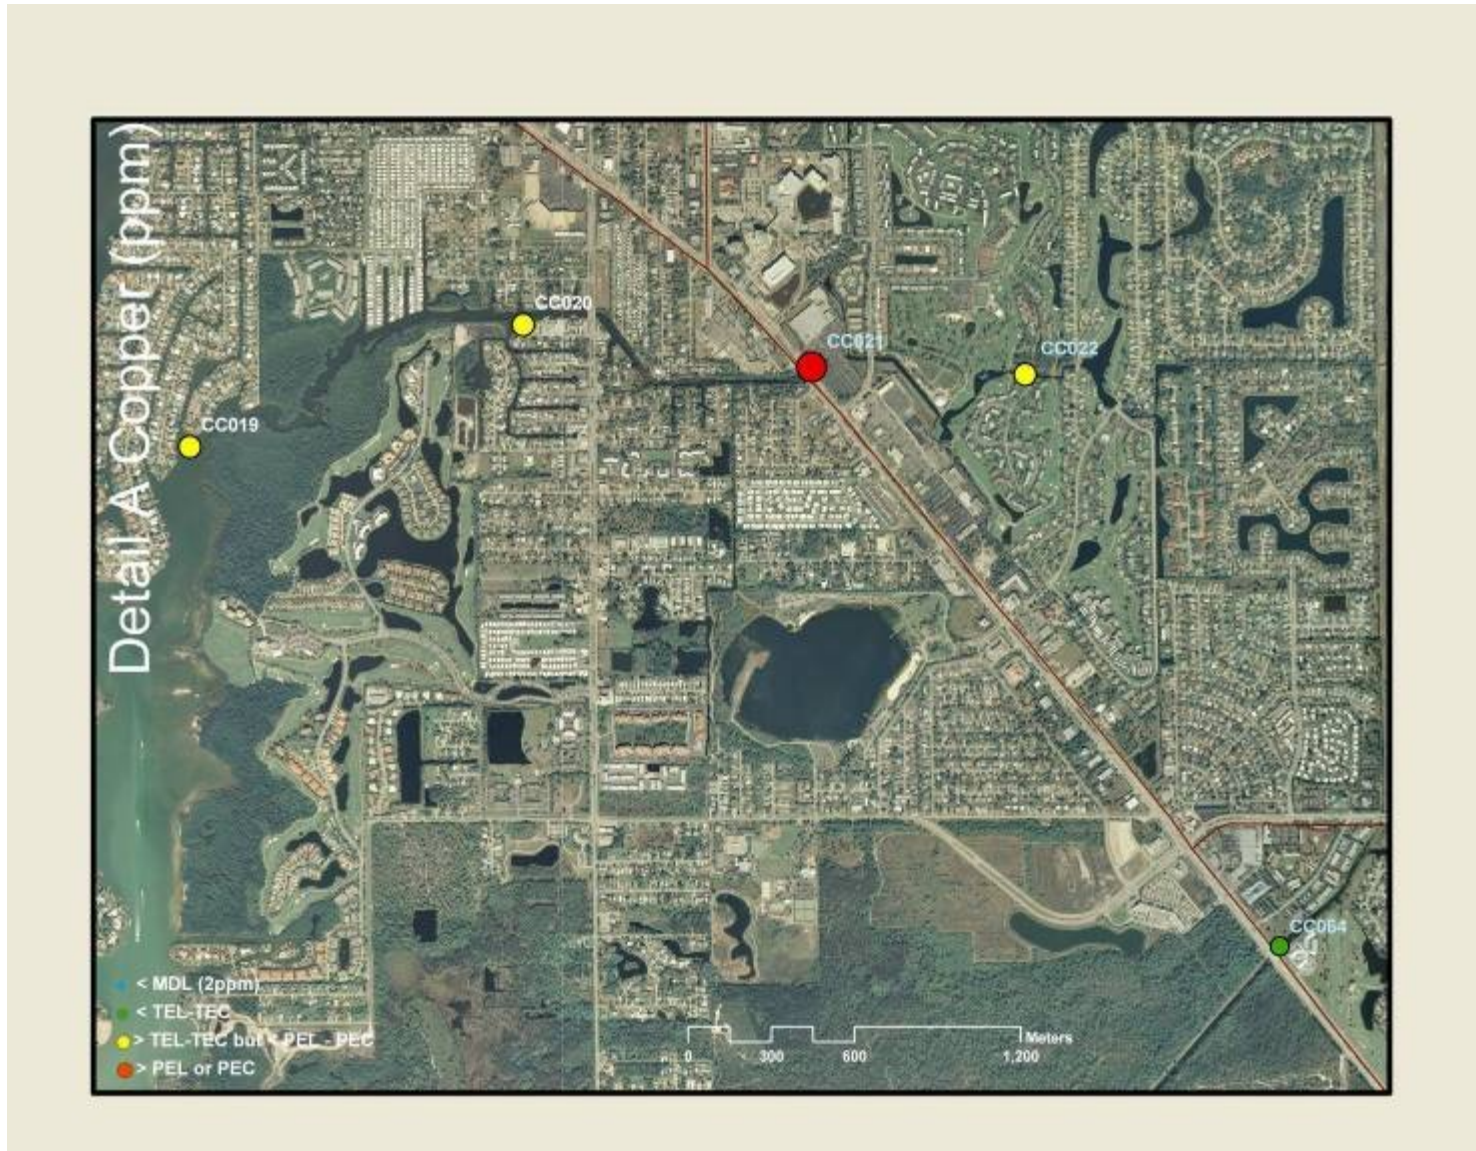 Detail A Copper (ppm)
CC020
CC021
CC022
CC019
CC064
< MDL (2ppm)
< TEL-TEC
> TEL-TEC but < PEL - PEC
> PEL or PEC
Meters
0 300 600 1,200